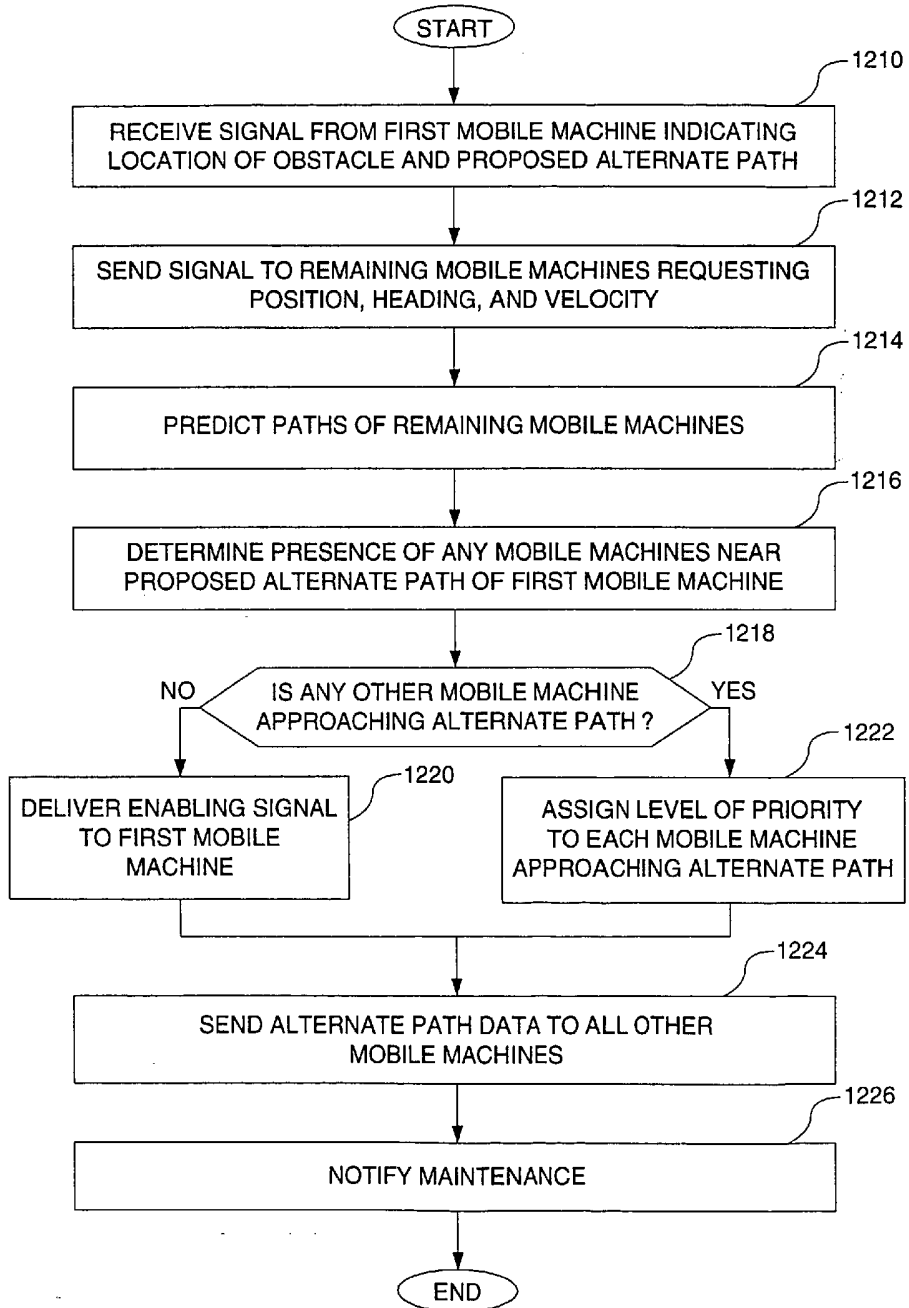 START
1210
RECEIVE SIGNAL FROM FIRST MOBILE MACHINE INDICATING
LOCATION OF OBSTACLE AND PROPOSED ALTERNATE PATH
1212
SEND SIGNAL TO REMAINING MOBILE MACHINES REQUESTING
POSITION, HEADING, AND VELOCITY
1214
PREDICT PATHS OF REMAINING MOBILE MACHINES
1216
DETERMINE PRESENCE OF ANY MOBILE MACHINES NEAR
PROPOSED ALTERNATE PATH OF FIRST MOBILE MACHINE
1218
NO
IS ANY OTHER MOBILE MACHINE
APPROACHING ALTERNATE PATH ?
YES
1220
DELIVER ENABLING SIGNAL
TO FIRST MOBILE
MACHINE
1222
ASSIGN LEVEL OF PRIORITY
TO EACH MOBILE MACHINE
APPROACHING ALTERNATE PATH
1224
SEND ALTERNATE PATH DATA TO ALL OTHER
MOBILE MACHINES
1226
NOTIFY MAINTENANCE
END